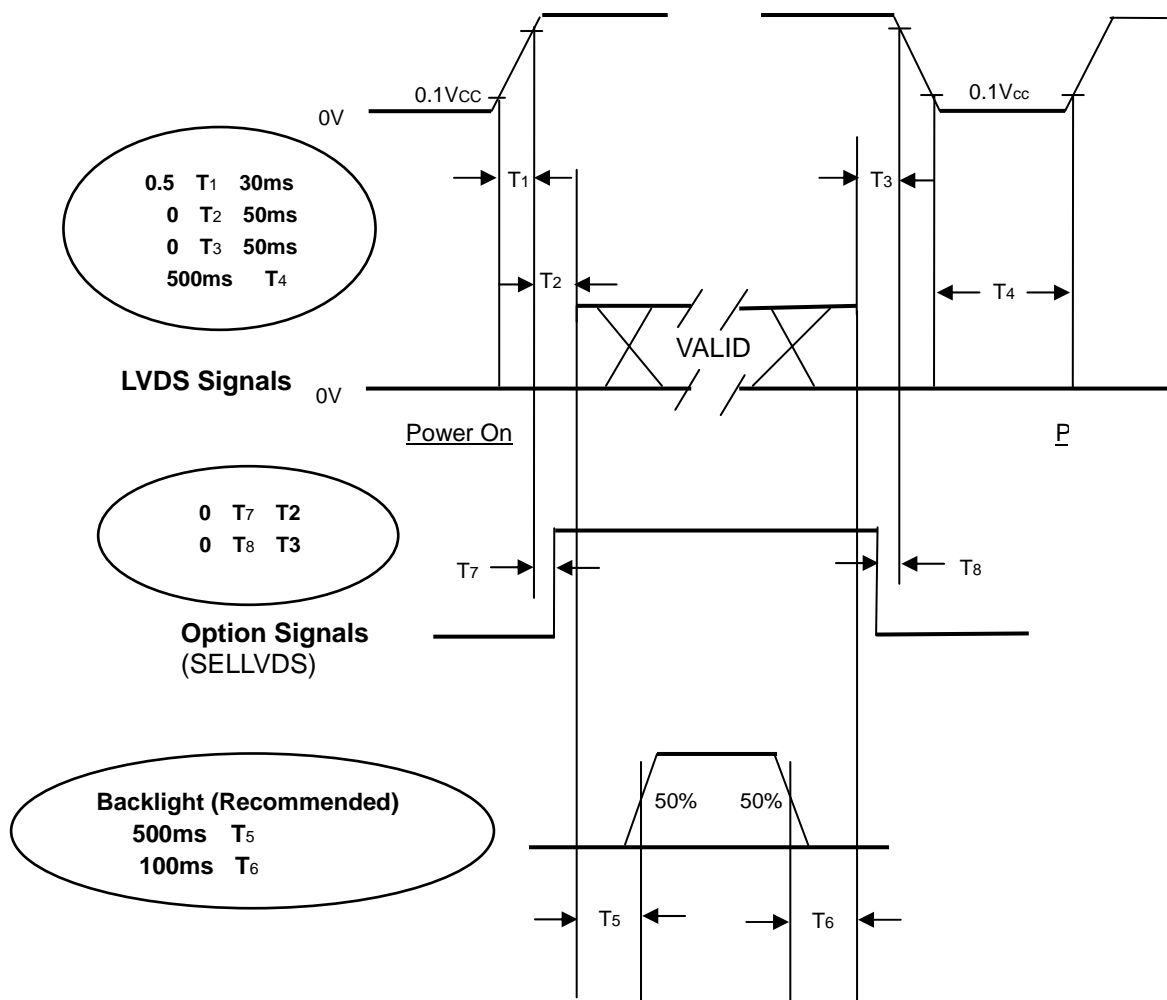 0.1VCC
0.1Vcc
0V
0.5 T1 30ms
0 T2 50ms
0 T3 50ms
500ms T4
T1
T3
T2
T4
VALID
LVDS Signals
0V
Power On
P
0 T7 T2
0 T8 T3
T7
T8
Option Signals
(SELLVDS)
Backlight (Recommended)
500ms T5
100ms T6
50%
50%
T5
T6